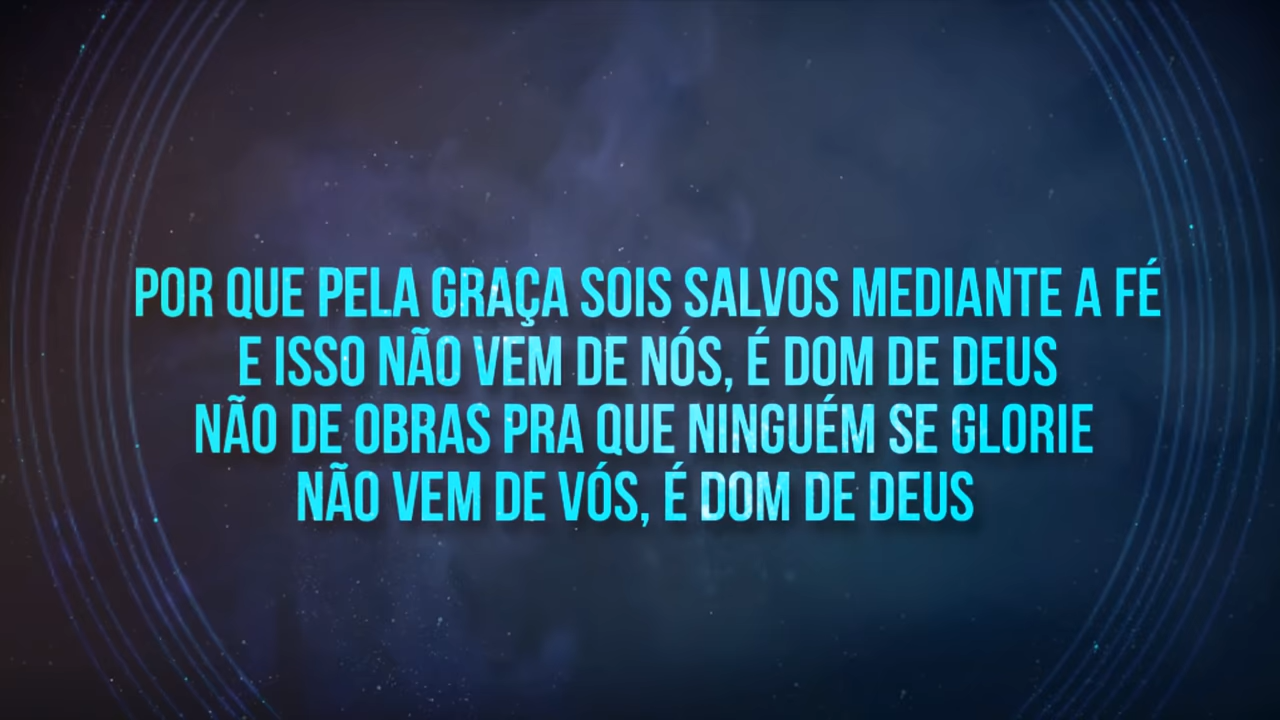 POR QUE PELA GRAÇA SOIS SALVOS MEDIANTE A FÉ
E ISSO NÃO VEM DE NÓS, É DOM DE DEUS
NÃO DE OBRAS PRA QUE NINGUÉM SE GLORIE
NÃO VEM DE VÓS, É DOM DE DEUS